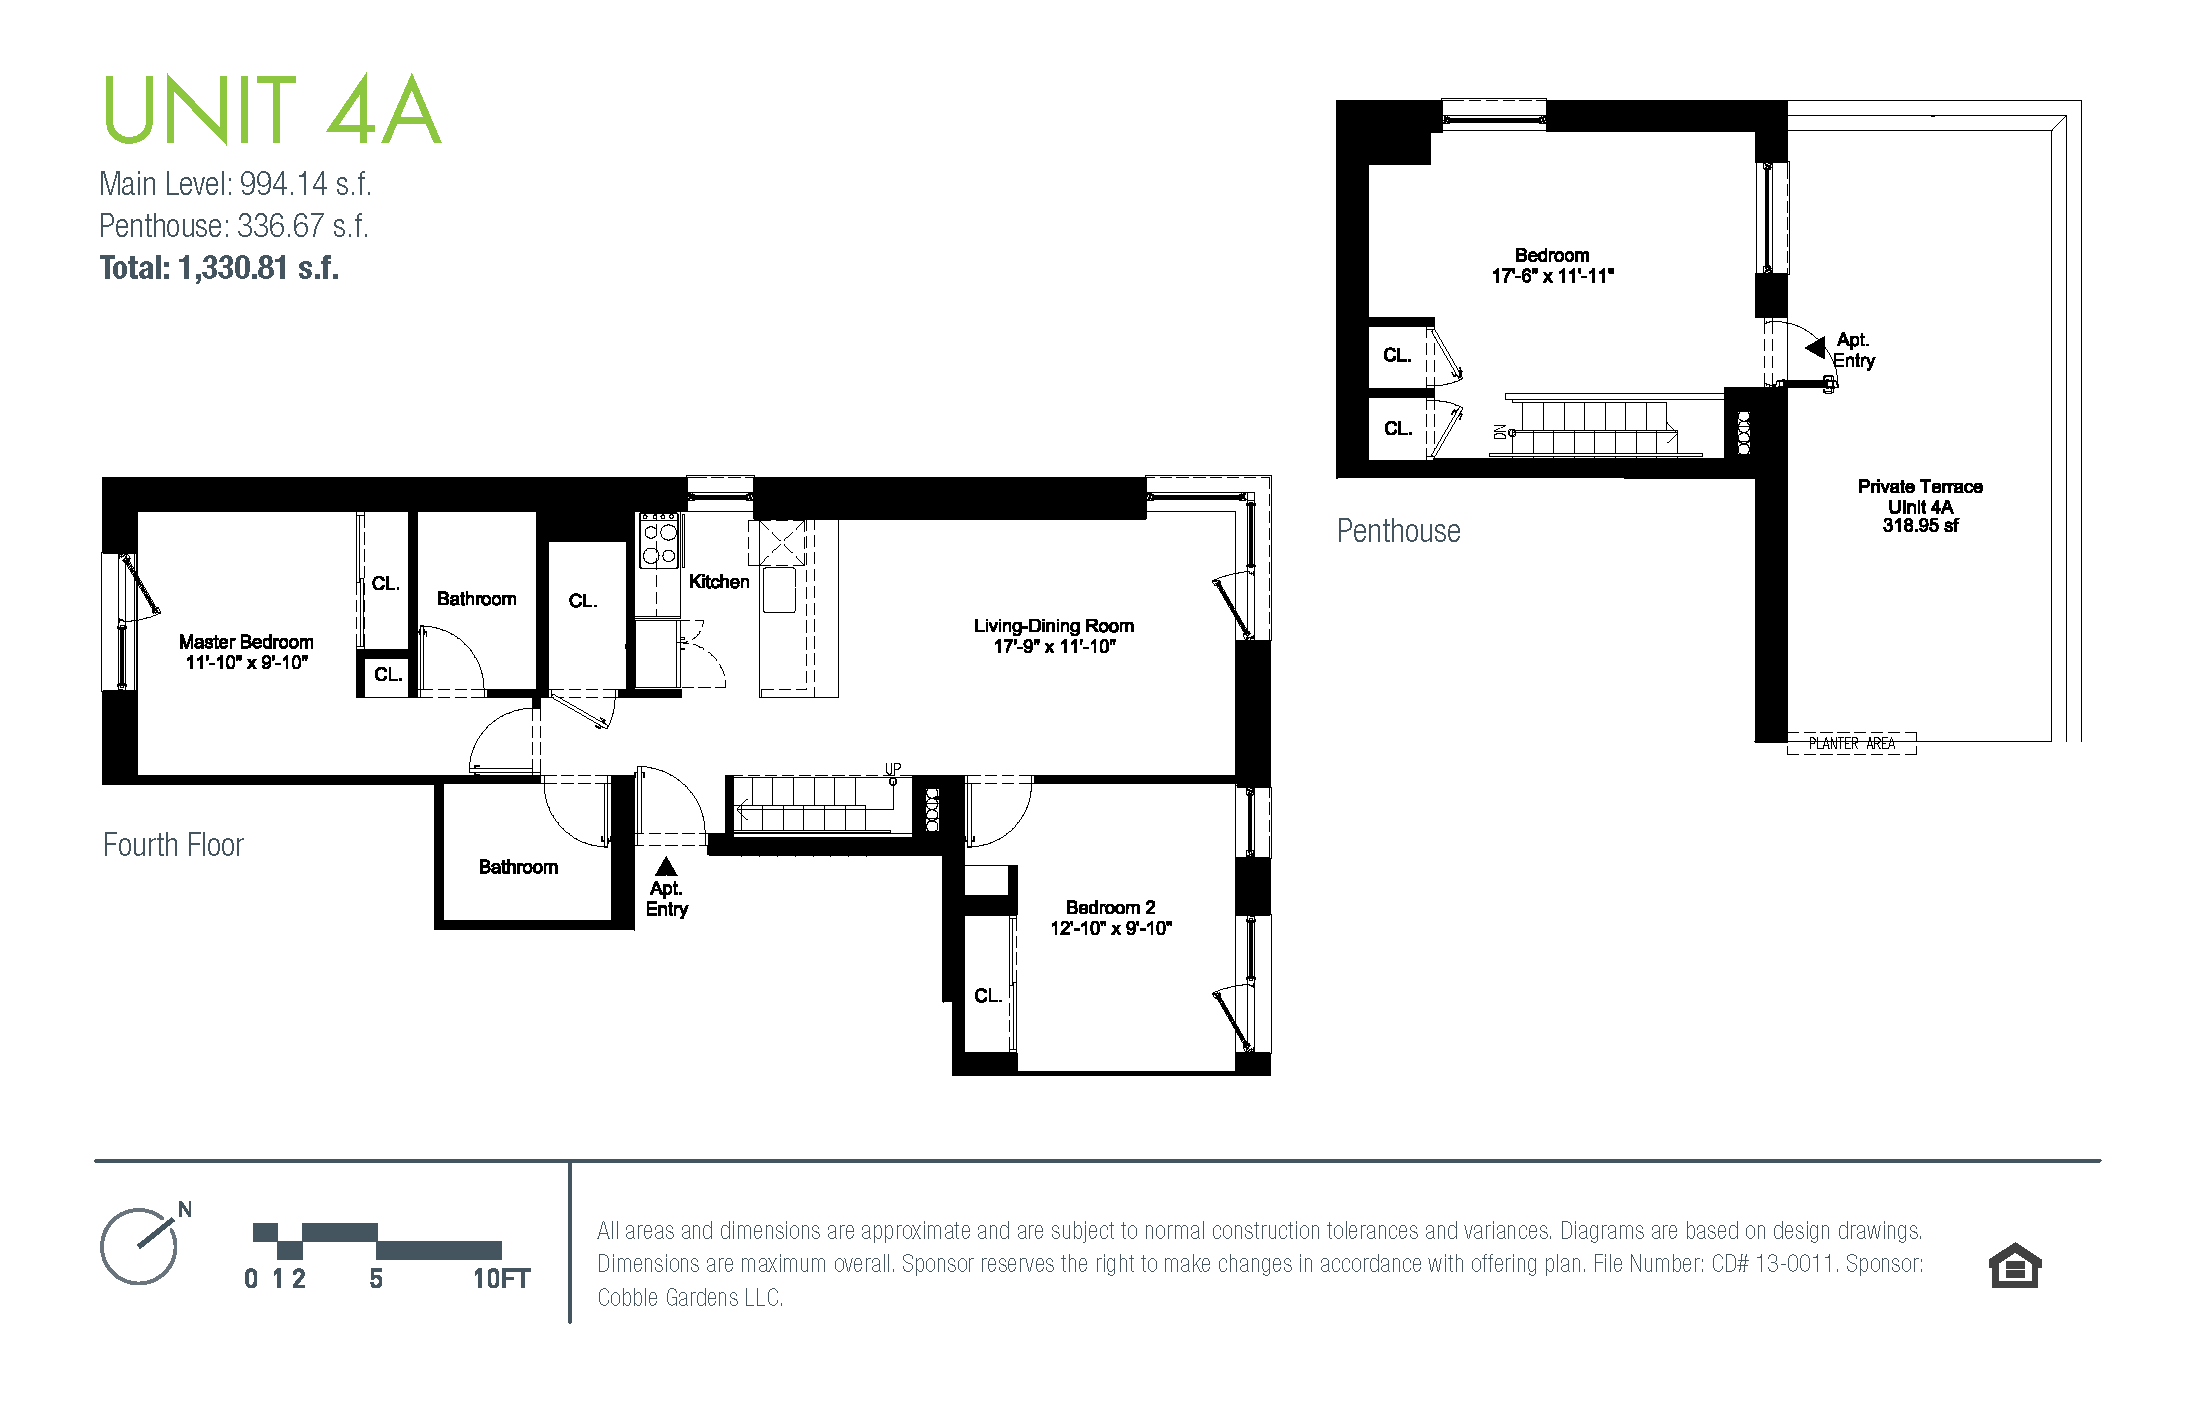 UNIT 4A
Main Level: 994.14 s.f.
Penthouse: 336.67 s.f.
Total: 1,330.81 s.f.
Bedroom
17'-6" x 11'-11"
CL.
CL.
DN
Apt.
Entry
Private Terrace
UInit 4A
318.95 sf
PLANTER AREA
Penthouse
Master Bedroom
11'-10" x 9'-10"
CL.
CL.
Bathroom
CL.
Kitchen
Living-Dining Room
17'-9" x 11'-10"
UP
Fourth Floor
Bathroom
Apt.
Entry
Bedroom 2
12'-10" x 9'-10"
CL.
N
0 1 2 5 10FT
All areas and dimensions are approximate and are subject to normal construction tolerances and variances. Diagrams are based on design drawings.
Dimensions are maximum overall. Sponsor reserves the right to make changes in accordance with offering plan. File Number: CD# 13-0011. Sponsor:
Cobble Gardens LLC.